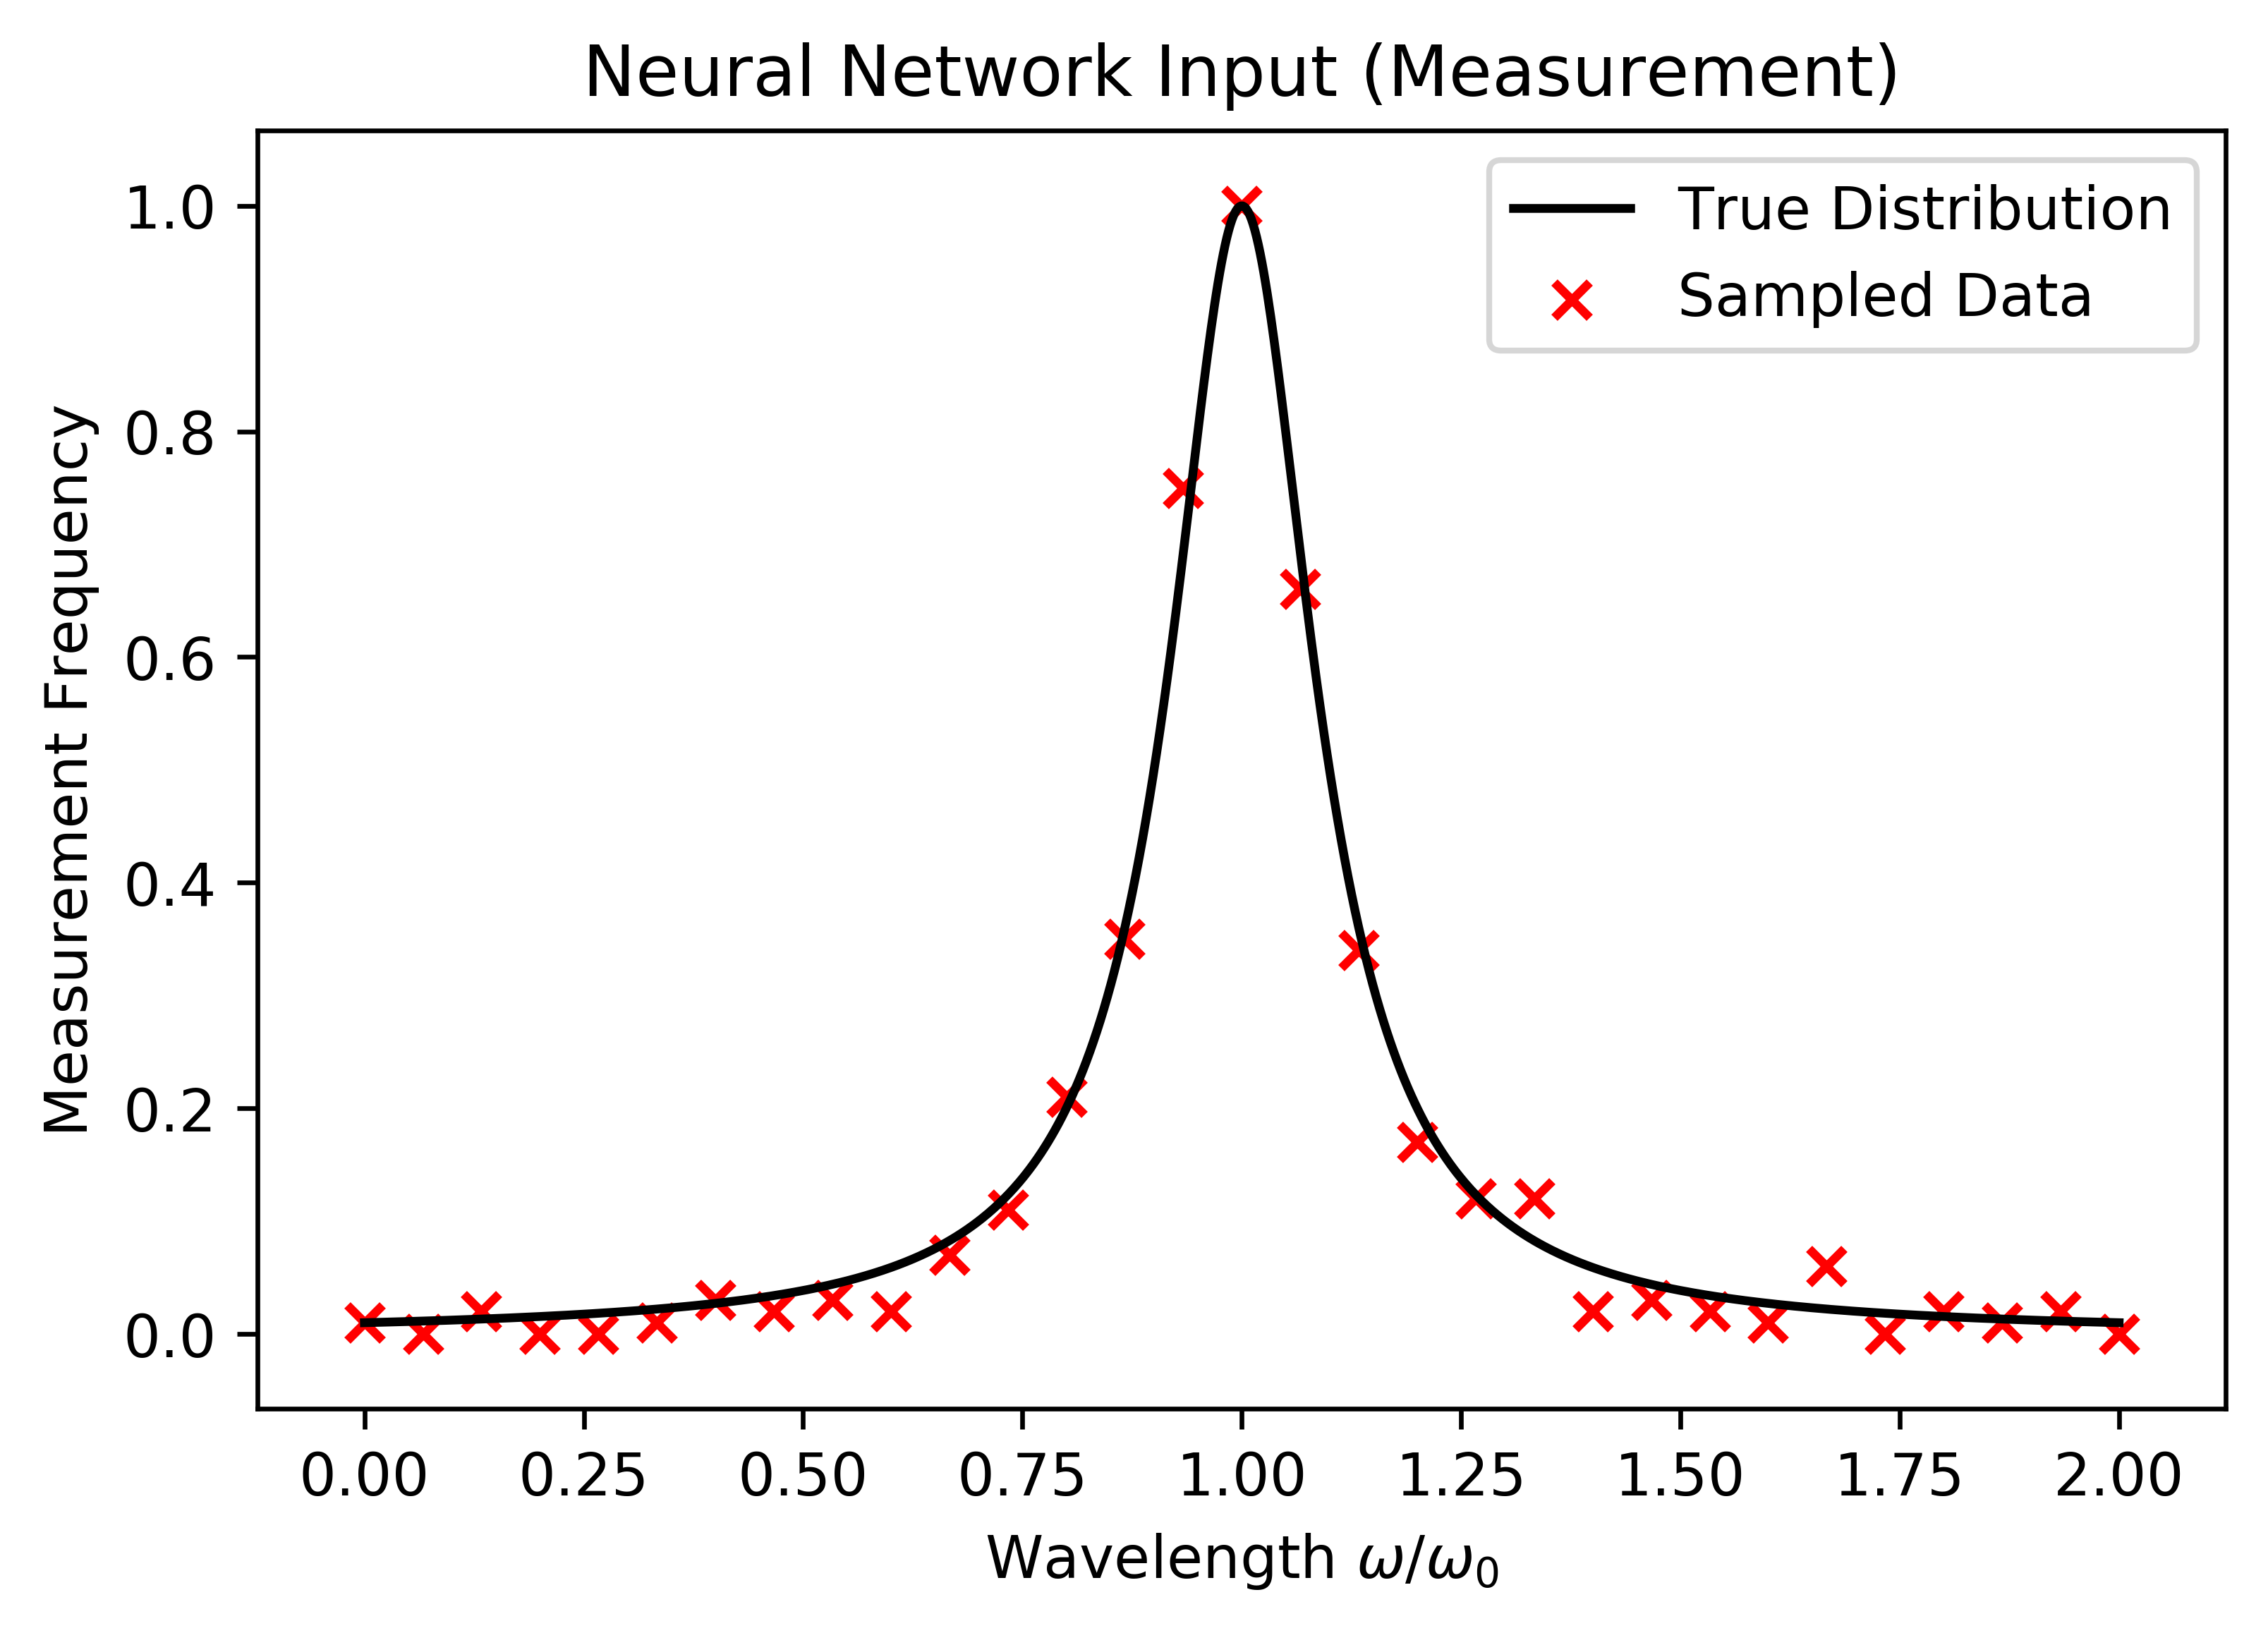 Neural Network Input (Measurement)
True Distribution
Sampled Data
Measurement Frequency
1.0
0.8
0.6
0.4
0.2
0.0
0.00 0.25 0.50 0.75 1.00 1.25 1.50 1.75 2.00
Wavelength ω/ω₀